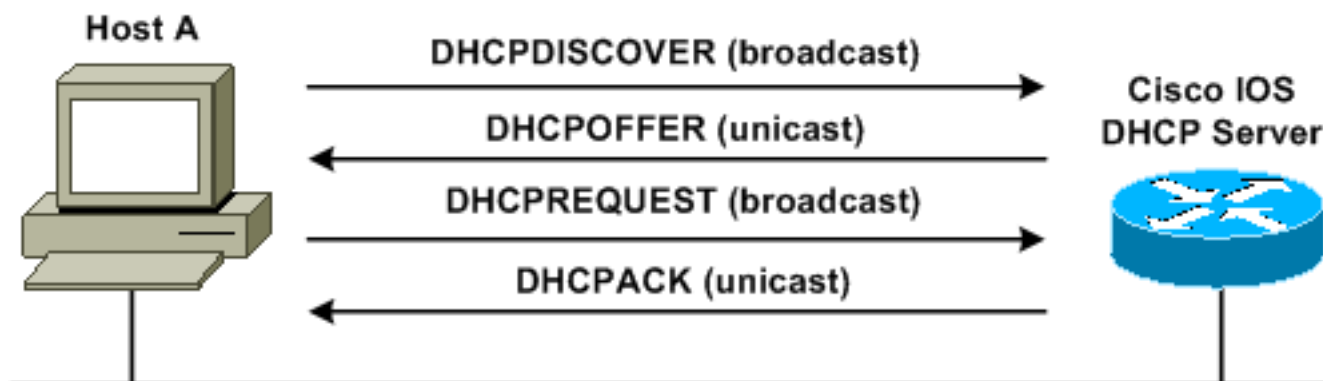 Host A
DHCPDISCOVER (broadcast)
DHCPOFFER (unicast)
DHCPREQUEST (broadcast)
DHCPACK (unicast)
Cisco IOS
DHCP Server